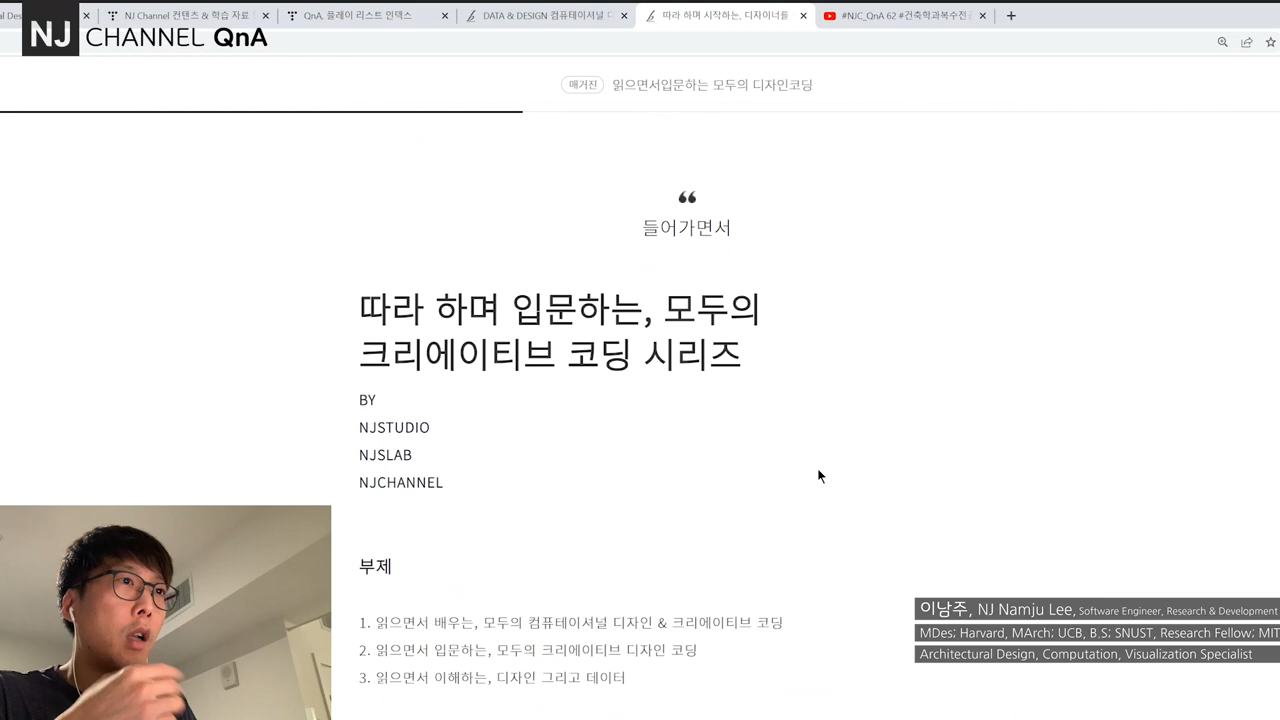 NJ Channel 컨텐츠 & 학습 자료
QnA, 플레이 리스트 인덱스
DATA & DESIGN 컴퓨테이셔널 디
따라 하며 시작하는, 디자이너를
#NJC_QnA 62 #건축학과복수전공
NJ CHANNEL QnA
매거진 읽으면서입문하는 모두의 디자인코딩
들어가면서
따라 하며 입문하는, 모두의
크리에이티브 코딩 시리즈
BY
NJSTUDIO
NJSLAB
NJCHANNEL
부제
1. 읽으면서 배우는, 모두의 컴퓨테이셔널 디자인 & 크리에이티브 코딩
2. 읽으면서 입문하는, 모두의 크리에이티브 디자인 코딩
3. 읽으면서 이해하는, 디자인 그리고 데이터
이남주, NJ Namju Lee, Software Engineer, Research & Development
MDes; Harvard, MArch; UCB, B.S; SNUST, Research Fellow; MIT
Architectural Design, Computation, Visualization Specialist